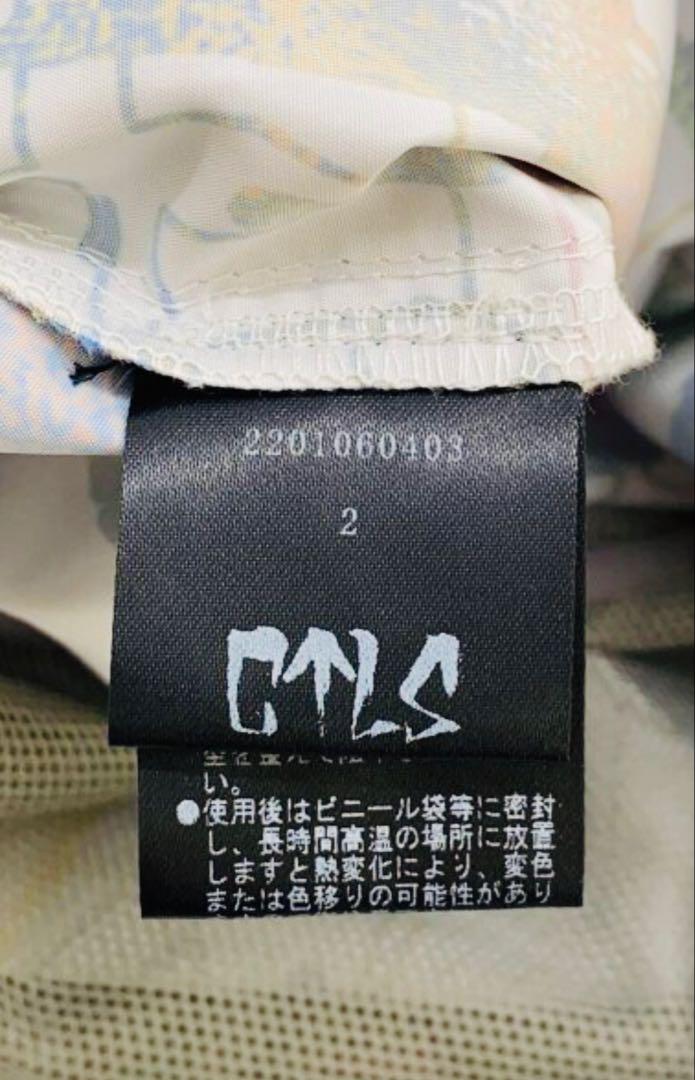 2201060403
2
CTLS
い。
●使用後はビニール袋等に密封
し、長時間高温の場所に放置
しますと熱変化により、変色
または色移りの可能性があり